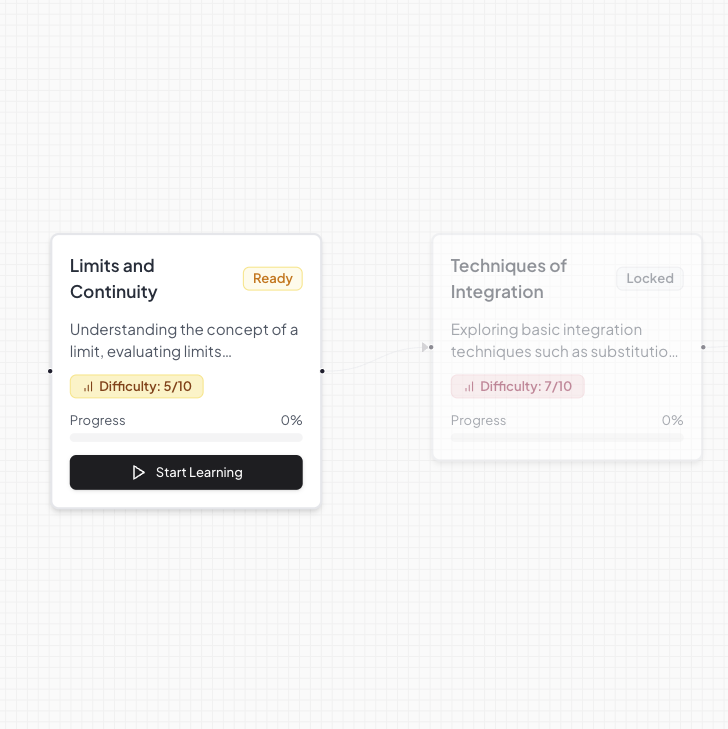 Limits and
Continuity
Ready
Understanding the concept of a
limit, evaluating limits...
Difficulty: 5/10
Progress 0%
Start Learning
Techniques of
Integration
Locked
Exploring basic integration
techniques such as substitutio...
Difficulty: 7/10
Progress 0%